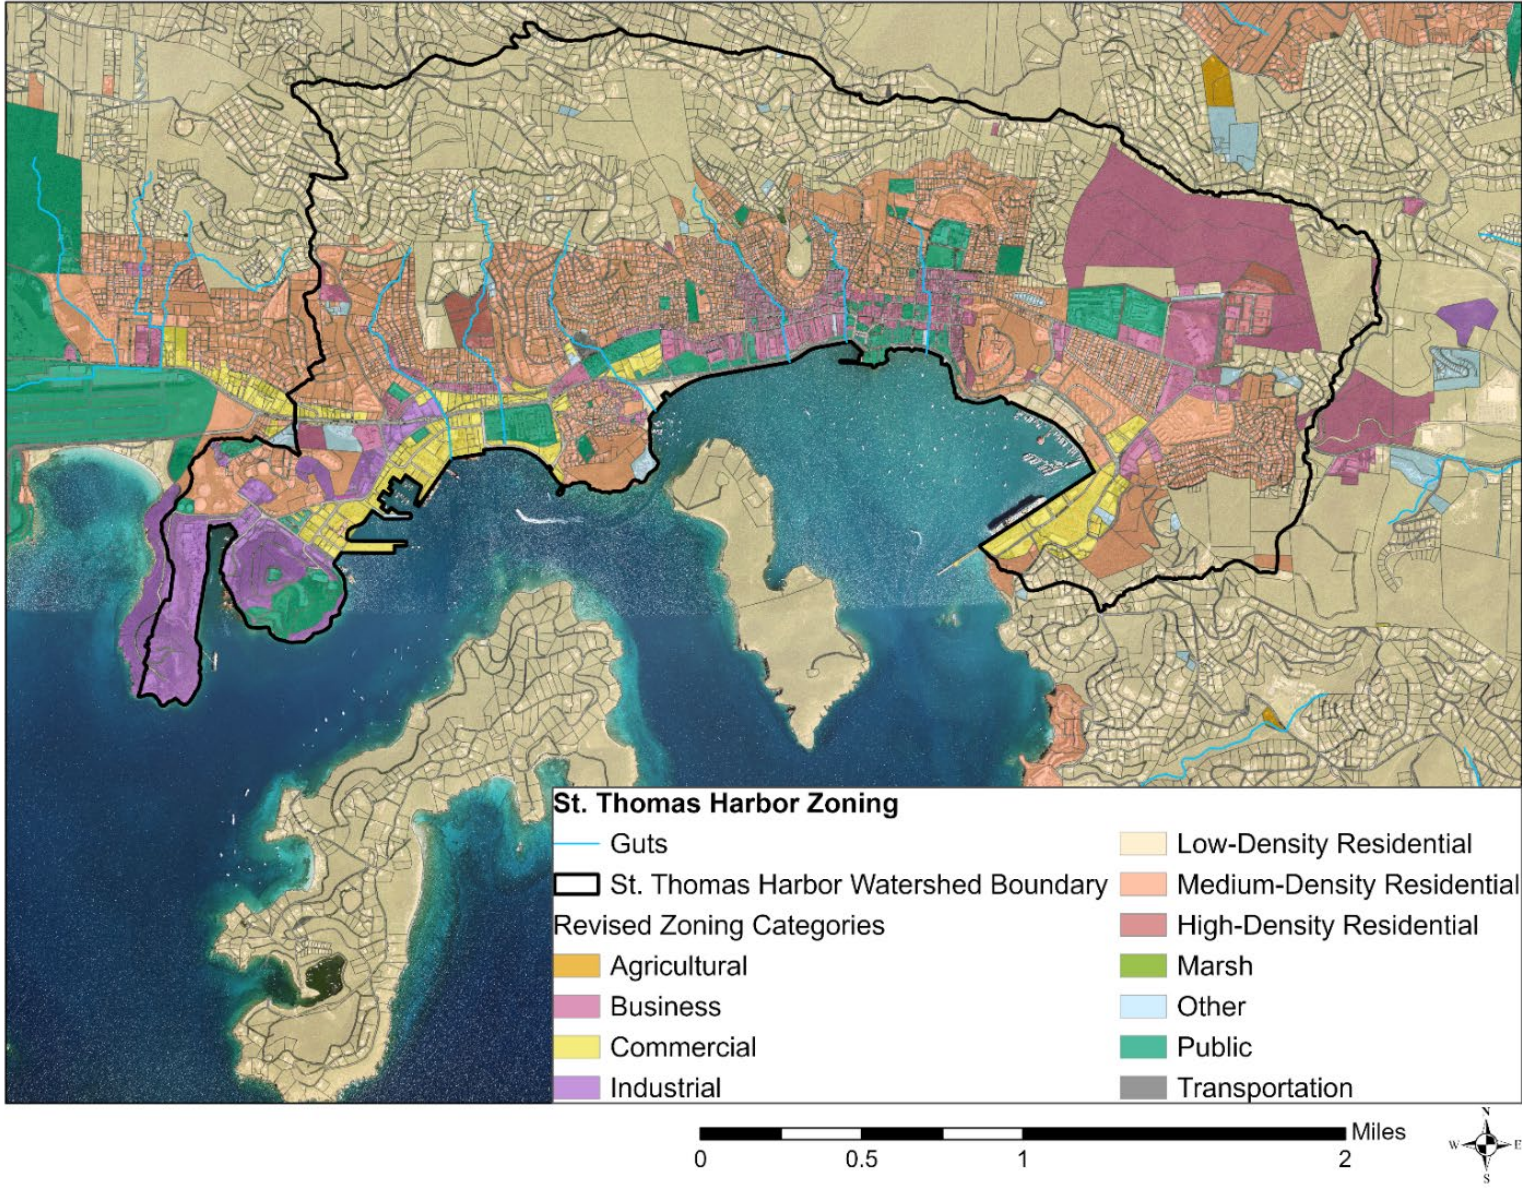 St. Thomas Harbor Zoning
Guts
St. Thomas Harbor Watershed Boundary
Revised Zoning Categories
Agricultural
Business
Commercial
Industrial
Low-Density Residential
Medium-Density Residential
High-Density Residential
Marsh
Other
Public
Transportation
Miles
0 0.5 1 2
N
W E
S